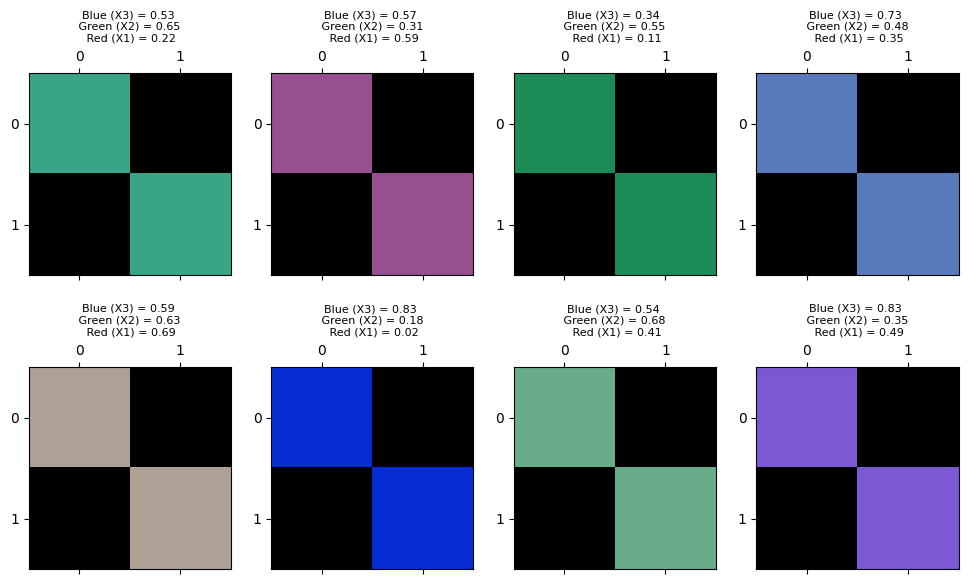 Blue (X3) = 0.53
Green (X2) = 0.65
Red (X1) = 0.22
0 1
0
1
Blue (X3) = 0.57
Green (X2) = 0.31
Red (X1) = 0.59
0 1
0
1
Blue (X3) = 0.34
Green (X2) = 0.55
Red (X1) = 0.11
0 1
0
1
Blue (X3) = 0.73
Green (X2) = 0.48
Red (X1) = 0.35
0 1
0
1
Blue (X3) = 0.59
Green (X2) = 0.63
Red (X1) = 0.69
0 1
0
1
Blue (X3) = 0.83
Green (X2) = 0.18
Red (X1) = 0.02
0 1
0
1
Blue (X3) = 0.54
Green (X2) = 0.68
Red (X1) = 0.41
0 1
0
1
Blue (X3) = 0.83
Green (X2) = 0.35
Red (X1) = 0.49
0 1
0
1